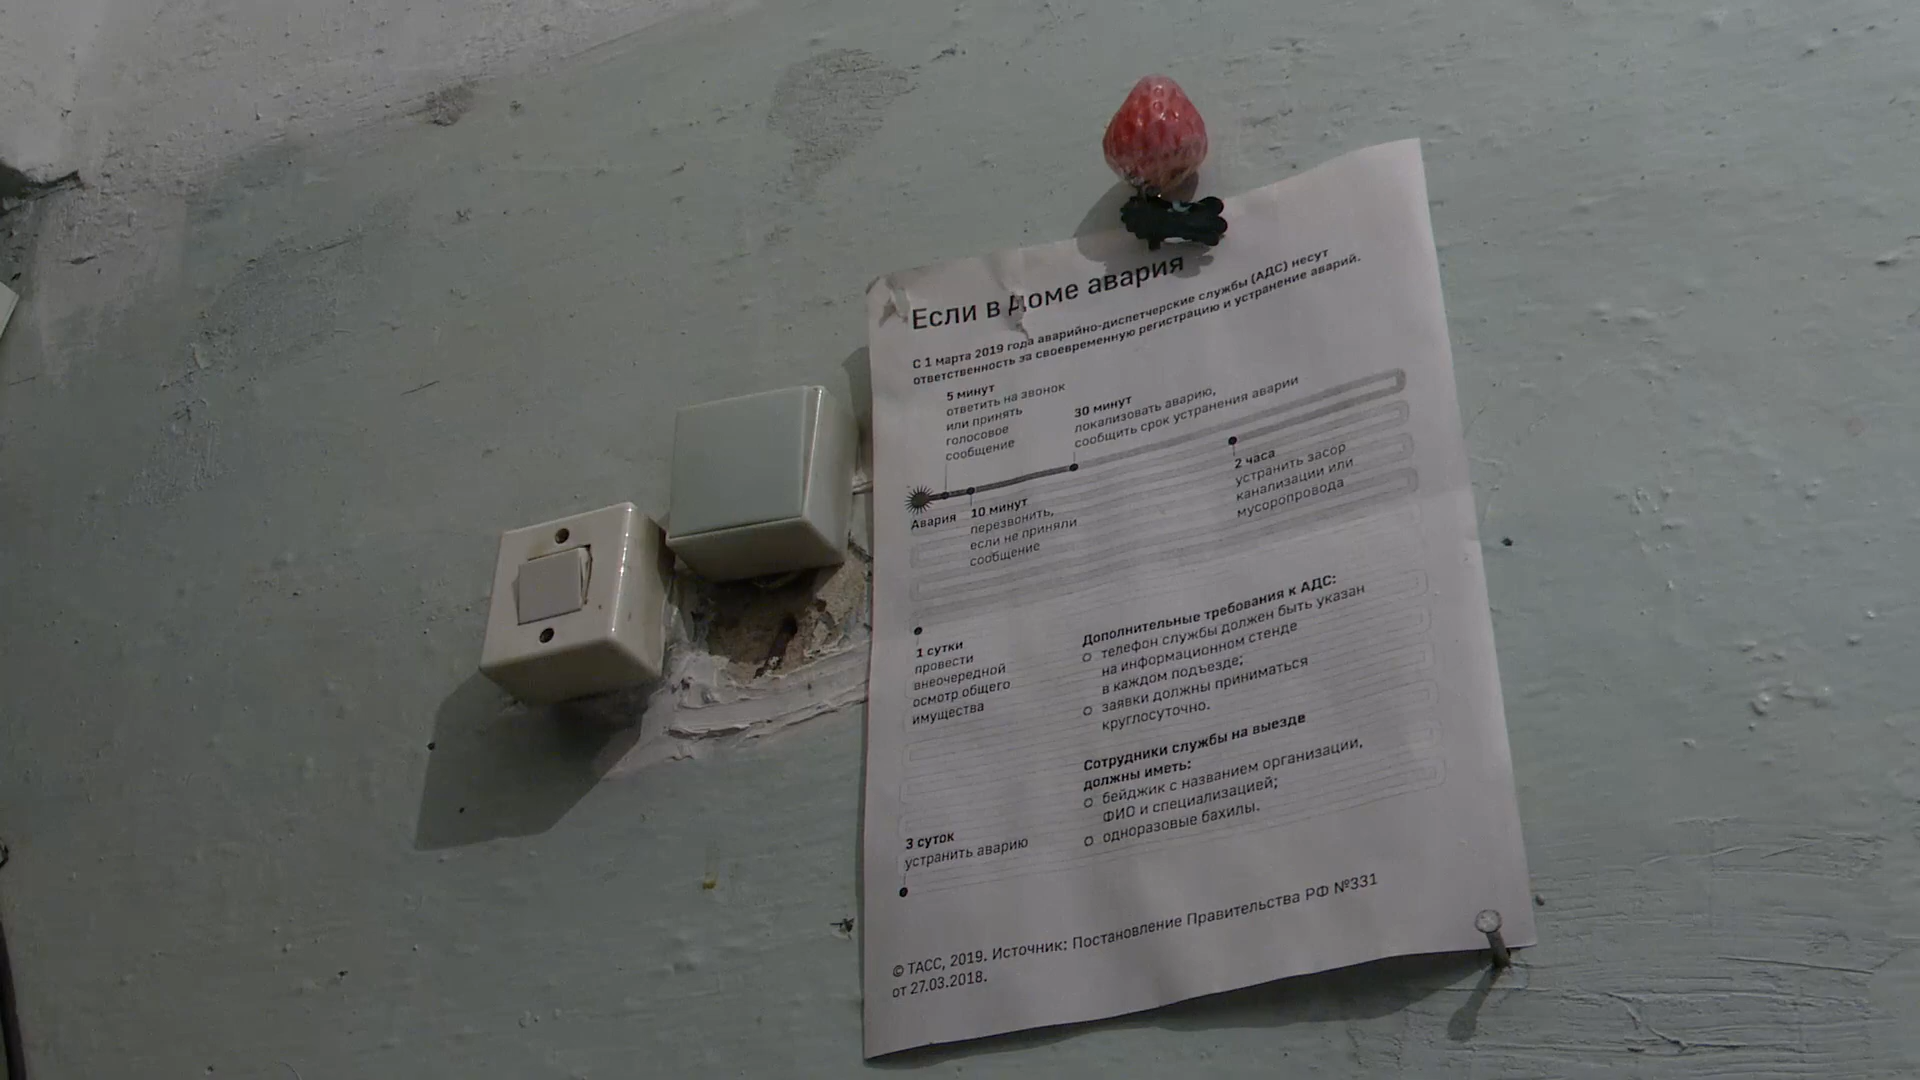 Если в доме авария
С 1 марта 2019 года аварийно-диспетчерские службы (АДС) несут
ответственность за своевременную регистрацию и устранение аварий.
5 минут
ответить на звонок
или принять
голосовое
сообщение
30 минут
локализовать аварию,
сообщить срок устранения аварии
Авария
10 минут
перезвонить,
если не приняли
сообщение
2 часа
устранить засор
канализации или
мусоропровода
1 сутки
провести
внеочередной
осмотр общего
имущества
Дополнительные требования к АДС:
телефон службы должен быть указан
на информационном стенде
в каждом подъезде;
заявки должны приниматься
круглосуточно.
Сотрудники службы на выезде
должны иметь:
бейджик с названием организации,
ФИО и специализацией;
одноразовые бахилы.
3 суток
устранить аварию
© ТАСС, 2019. Источник: Постановление Правительства РФ №331
от 27.03.2018.